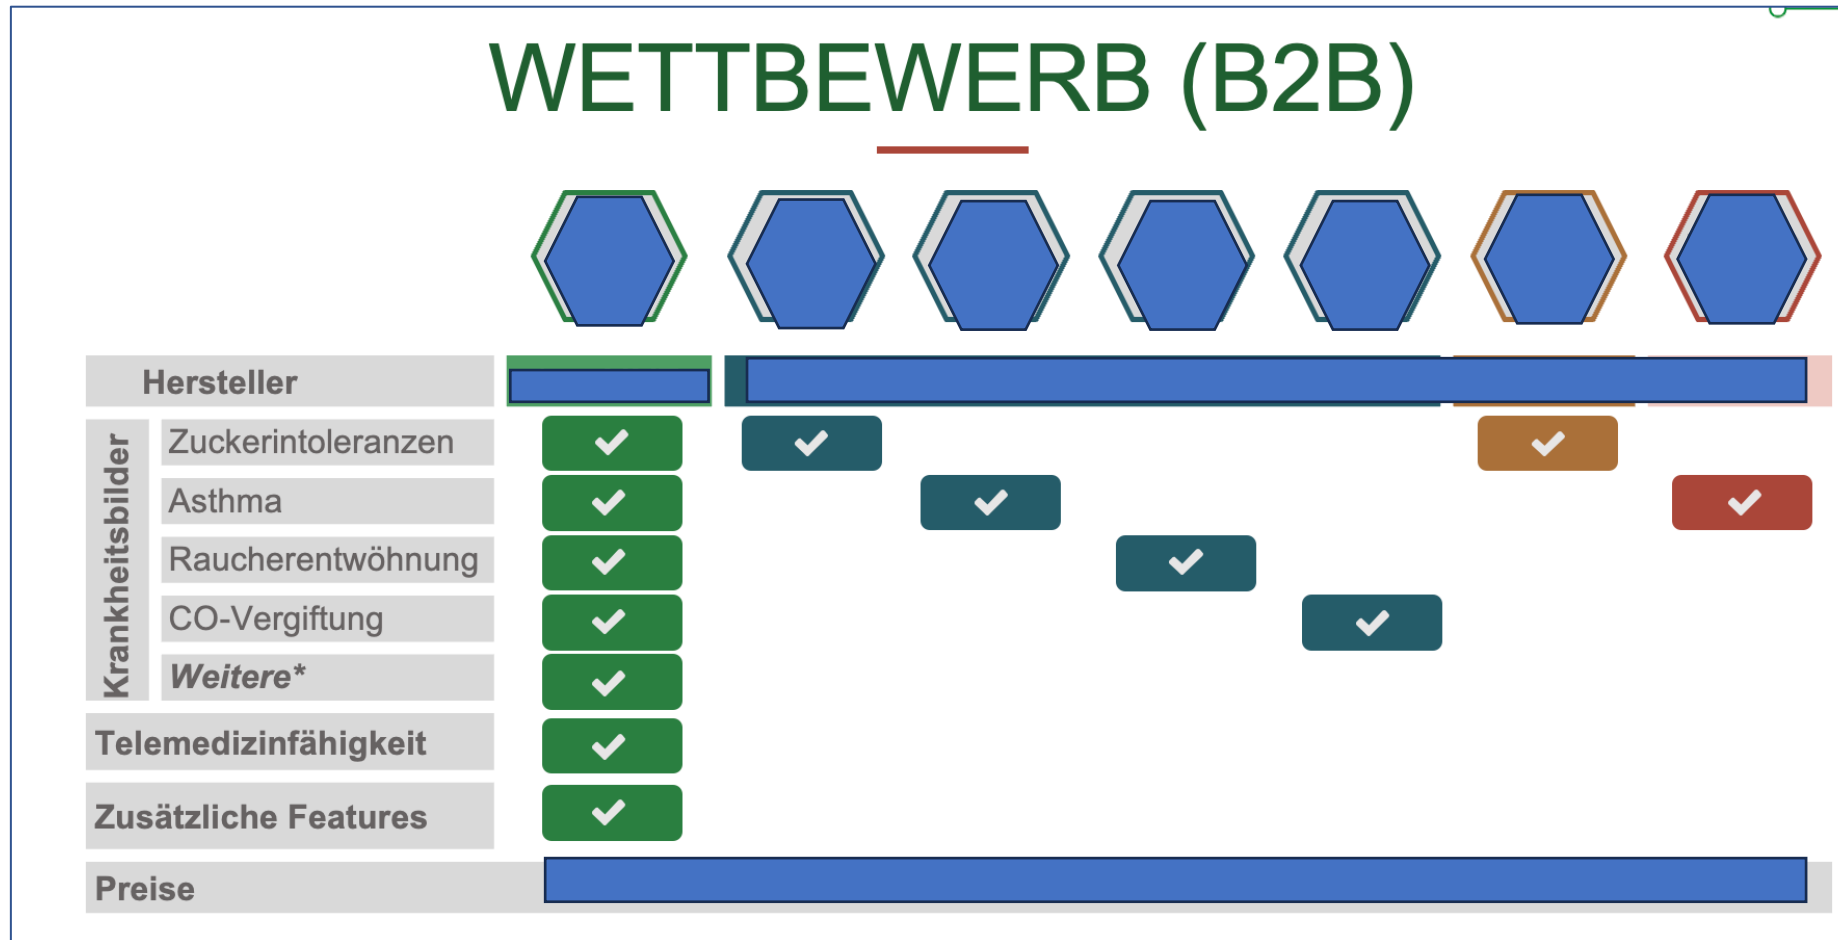 WETTBEWERB (B2B)
Hersteller
Krankheitsbilder
Zuckerintoleranzen
Asthma
Raucherentwöhnung
CO-Vergiftung
Weitere*
Telemedizinfähigkeit
Zusätzliche Features
Preise